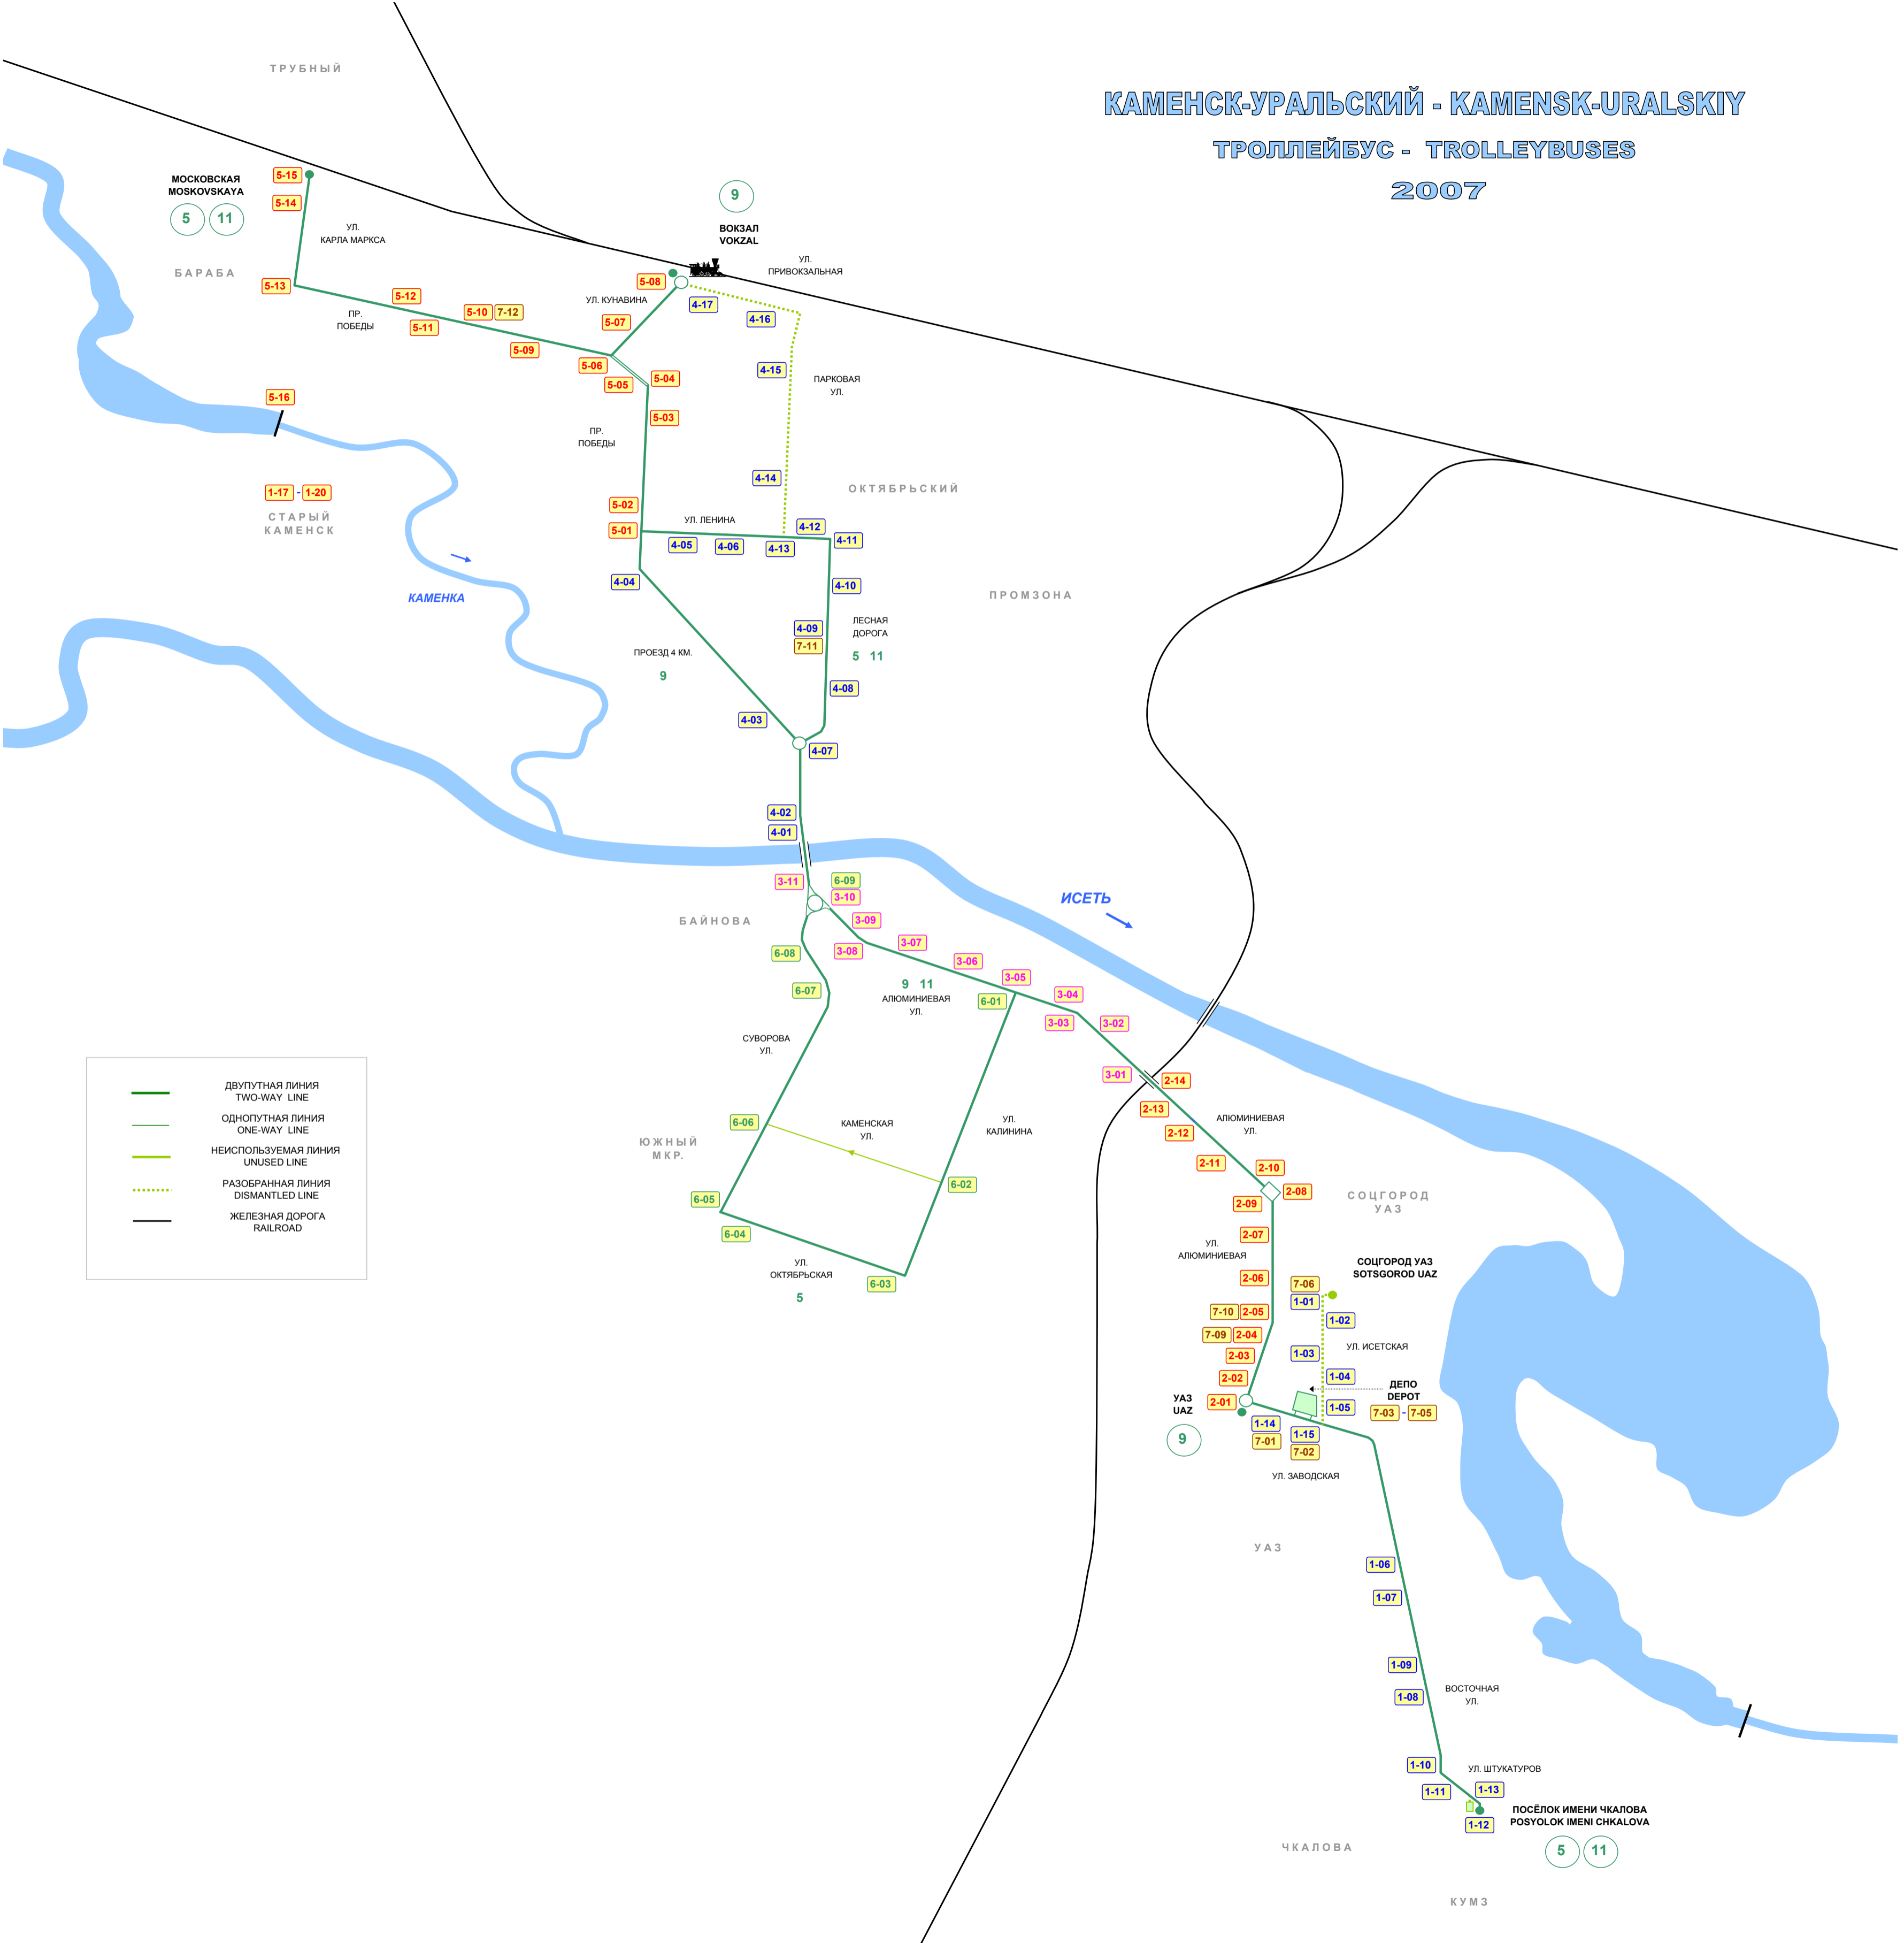 КАМЕНСК-УРАЛЬСКИЙ - KAMENSK-URALSKIY
ТРОЛЛЕЙБУС - TROLLEYBUSES
2007
ТРУБНЫЙ
МОСКОВСКАЯ
MOSKOVSKAYA
5 11
5-15
5-14
УЛ.
КАРЛА МАРКСА
БАРАБА
5-13
5-12
ПР.
ПОБЕДЫ
5-11
5-10 7-12
5-09
9
ВОКЗАЛ
VOKZAL
УЛ.
ПРИВОКЗАЛЬНАЯ
5-08
УЛ. КУНАВИНА
4-17
5-07
4-16
5-06
5-05
5-04
4-15
ПАРКОВАЯ
УЛ.
5-16
5-03
ПР.
ПОБЕДЫ
4-14
ОКТЯБРЬСКИЙ
1-17 - 1-20
СТАРЫЙ
КАМЕНСК
5-02
5-01
УЛ. ЛЕНИНА
4-12
4-05
4-06
4-13
4-11
4-04
4-10
КАМЕНКА
ПРОМЗОНА
4-09
7-11
ЛЕСНАЯ
ДОРОГА
5 11
ПРОЕЗД 4 КМ.
9
4-08
4-03
4-07
4-02
4-01
3-11
6-09
3-10
ИСЕТЬ
БАЙНОВА
3-09
6-08
3-08
3-07
3-06
3-05
6-07
9 11
АЛЮМИНИЕВАЯ
УЛ.
6-01
3-04
3-03
3-02
СУВОРОВА
УЛ.
3-01
2-14
2-13
2-12
АЛЮМИНИЕВАЯ
УЛ.
6-06
КАМЕНСКАЯ
УЛ.
УЛ.
КАЛИНИНА
ЮЖНЫЙ
МКР.
2-11
2-10
6-05
6-02
2-09
2-08
СОЦГОРОД
УАЗ
6-04
2-07
УЛ.
ОКТЯБРЬСКАЯ
5
6-03
УЛ.
АЛЮМИНИЕВАЯ
2-06
СОЦГОРОД УАЗ
SOTSGOROD UAZ
7-06
1-01
7-10 2-05
1-02
7-09 2-04
УЛ. ИСЕТСКАЯ
2-03
1-03
2-02
1-04
ДЕПО
DEPOT
7-03 - 7-05
УАЗ
UAZ
9
2-01
1-05
1-14
7-01
1-15
7-02
УЛ. ЗАВОДСКАЯ
УАЗ
1-06
1-07
1-09
1-08
ВОСТОЧНАЯ
УЛ.
1-10
УЛ. ШТУКАТУРОВ
1-11
1-13
1-12
ПОСЁЛОК ИМЕНИ ЧКАЛОВА
POSYOLOK IMENI CHKALOVA
5 11
ЧКАЛОВА
КУМЗ
ДВУПУТНАЯ ЛИНИЯ
TWO-WAY LINE
ОДНОПУТНАЯ ЛИНИЯ
ONE-WAY LINE
НЕИСПОЛЬЗУЕМАЯ ЛИНИЯ
UNUSED LINE
РАЗОБРАННАЯ ЛИНИЯ
DISMANTLED LINE
ЖЕЛЕЗНАЯ ДОРОГА
RAILROAD